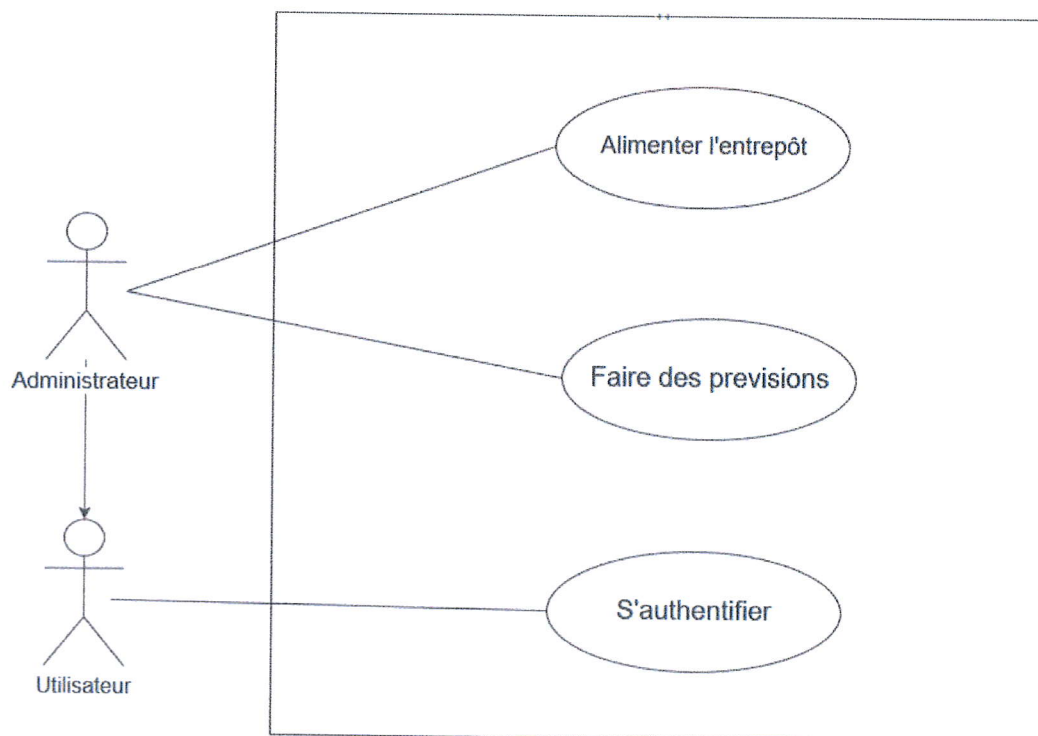 Alimenter l'entrepôt
Faire des previsions
Administrateur
S'authentifier
Utilisateur